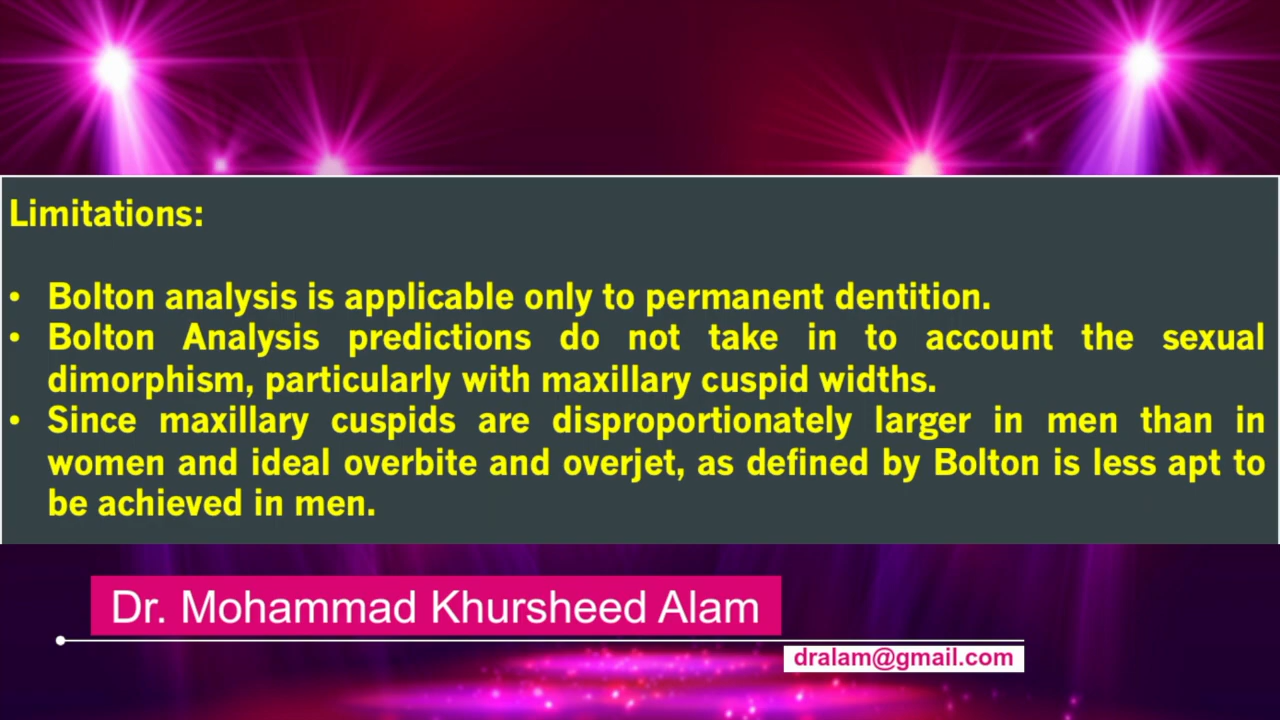 Limitations:
• Bolton analysis is applicable only to permanent dentition.
• Bolton Analysis predictions do not take in to account the sexual
dimorphism, particularly with maxillary cuspid widths.
• Since maxillary cuspids are disproportionately larger in men than in
women and ideal overbite and overjet, as defined by Bolton is less apt to
be achieved in men.
Dr. Mohammad Khursheed Alam
dralam@gmail.com